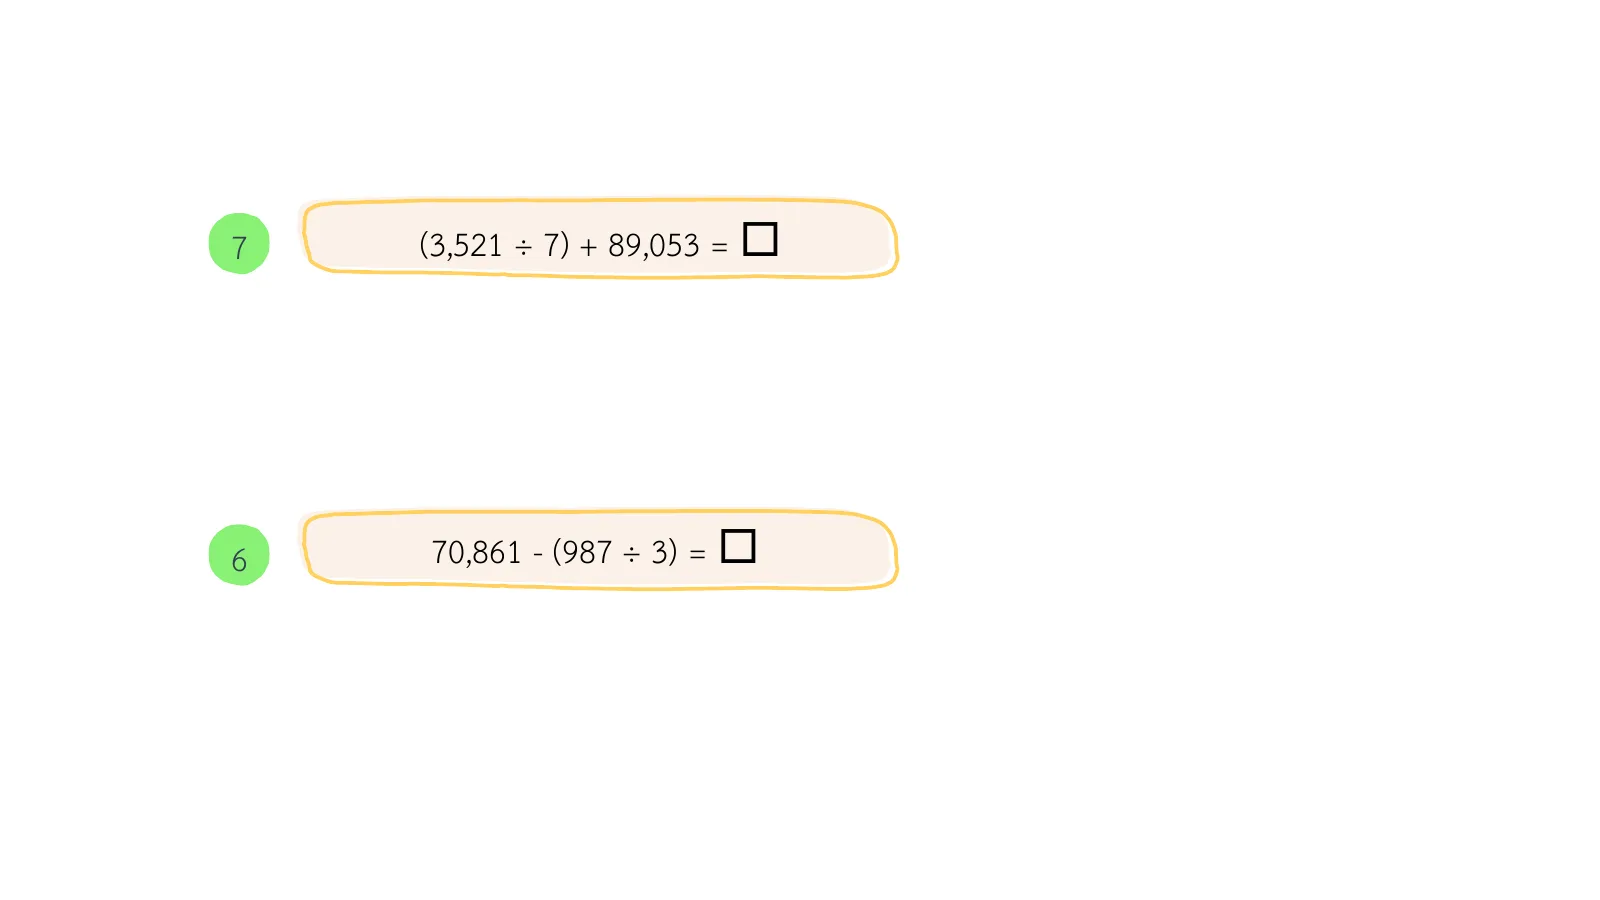 7 (3,521 ÷ 7) + 89,053 = □
6 70,861 - (987 ÷ 3) = □